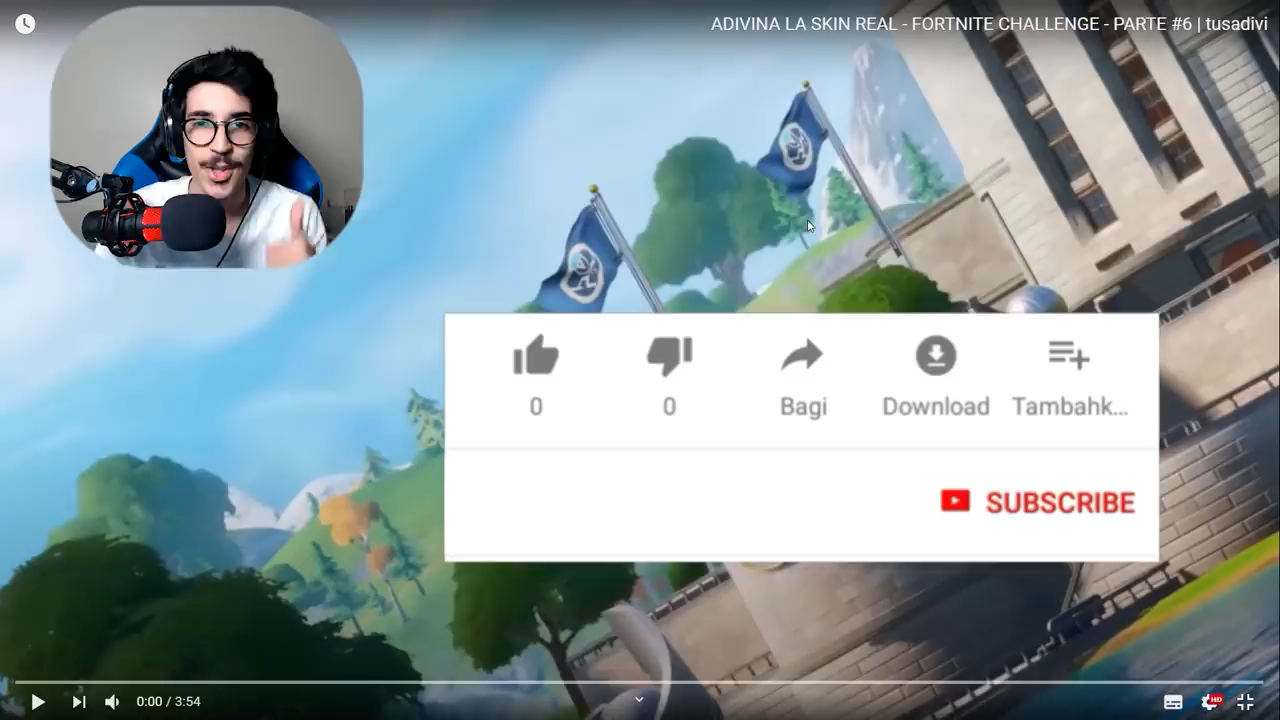 ADIVINA LA SKIN REAL - FORTNITE CHALLENGE - PARTE #6 | tusadivi
0
0
Bagi
Download
Tambahk...
SUBSCRIBE
0:00 / 3:54
HD